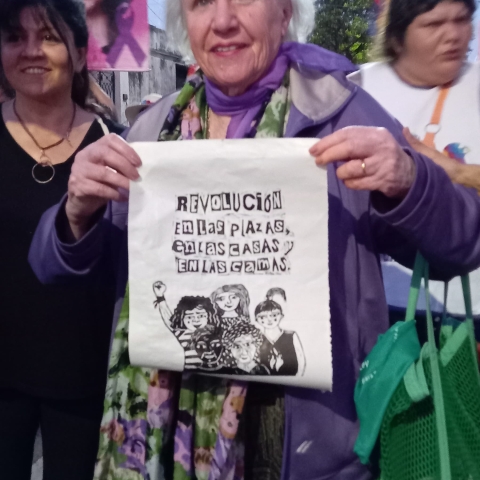 REVOLUCIÓN
EN LAS PLAZAS,
EN LAS CASAS Y
EN LAS CAMAS.